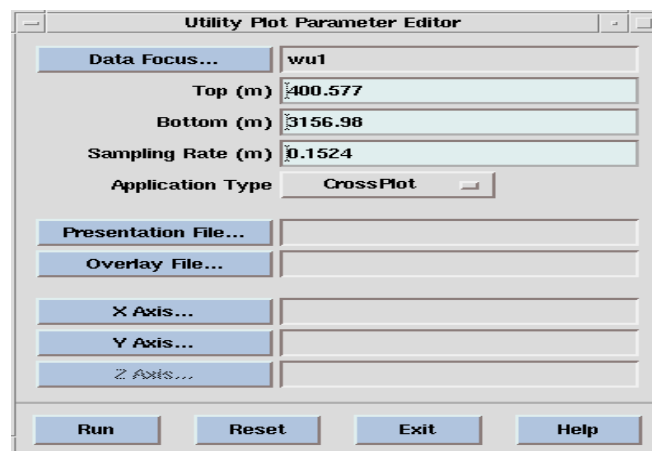 Utility Plot Parameter Editor
Data Focus... wu1
Top (m) 400.577
Bottom (m) 3156.98
Sampling Rate (m) 0.1524
Application Type CrossPlot
Presentation File...
Overlay File...
X Axis...
Y Axis...
Z Axis...
Run Reset Exit Help